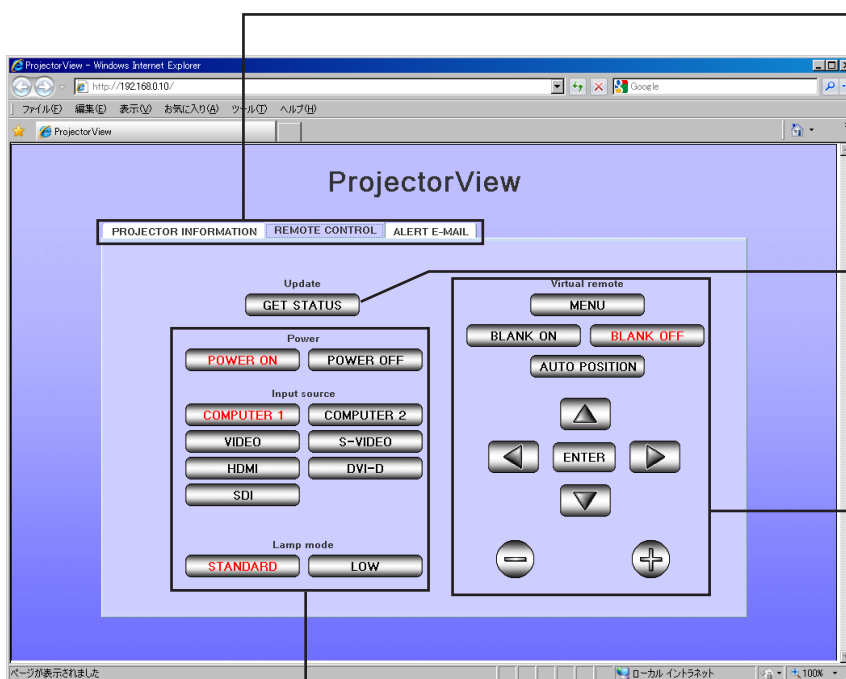 ProjectorView - Windows Internet Explorer
http://192.168.0.10/
Google
ファイル(F) 編集(E) 表示(V) お気に入り(A) ツール(T) ヘルプ(H)
ProjectorView
ProjectorView
PROJECTOR INFORMATION REMOTE CONTROL ALERT E-MAIL
Update
GET STATUS
Power
POWER ON POWER OFF
Input source
COMPUTER 1 COMPUTER 2
VIDEO S-VIDEO
HDMI DVI-D
SDI
Lamp mode
STANDARD LOW
Virtual remote
MENU
BLANK ON BLANK OFF
AUTO POSITION
ENTER
ページが表示されました
ローカル イントラネット
100%